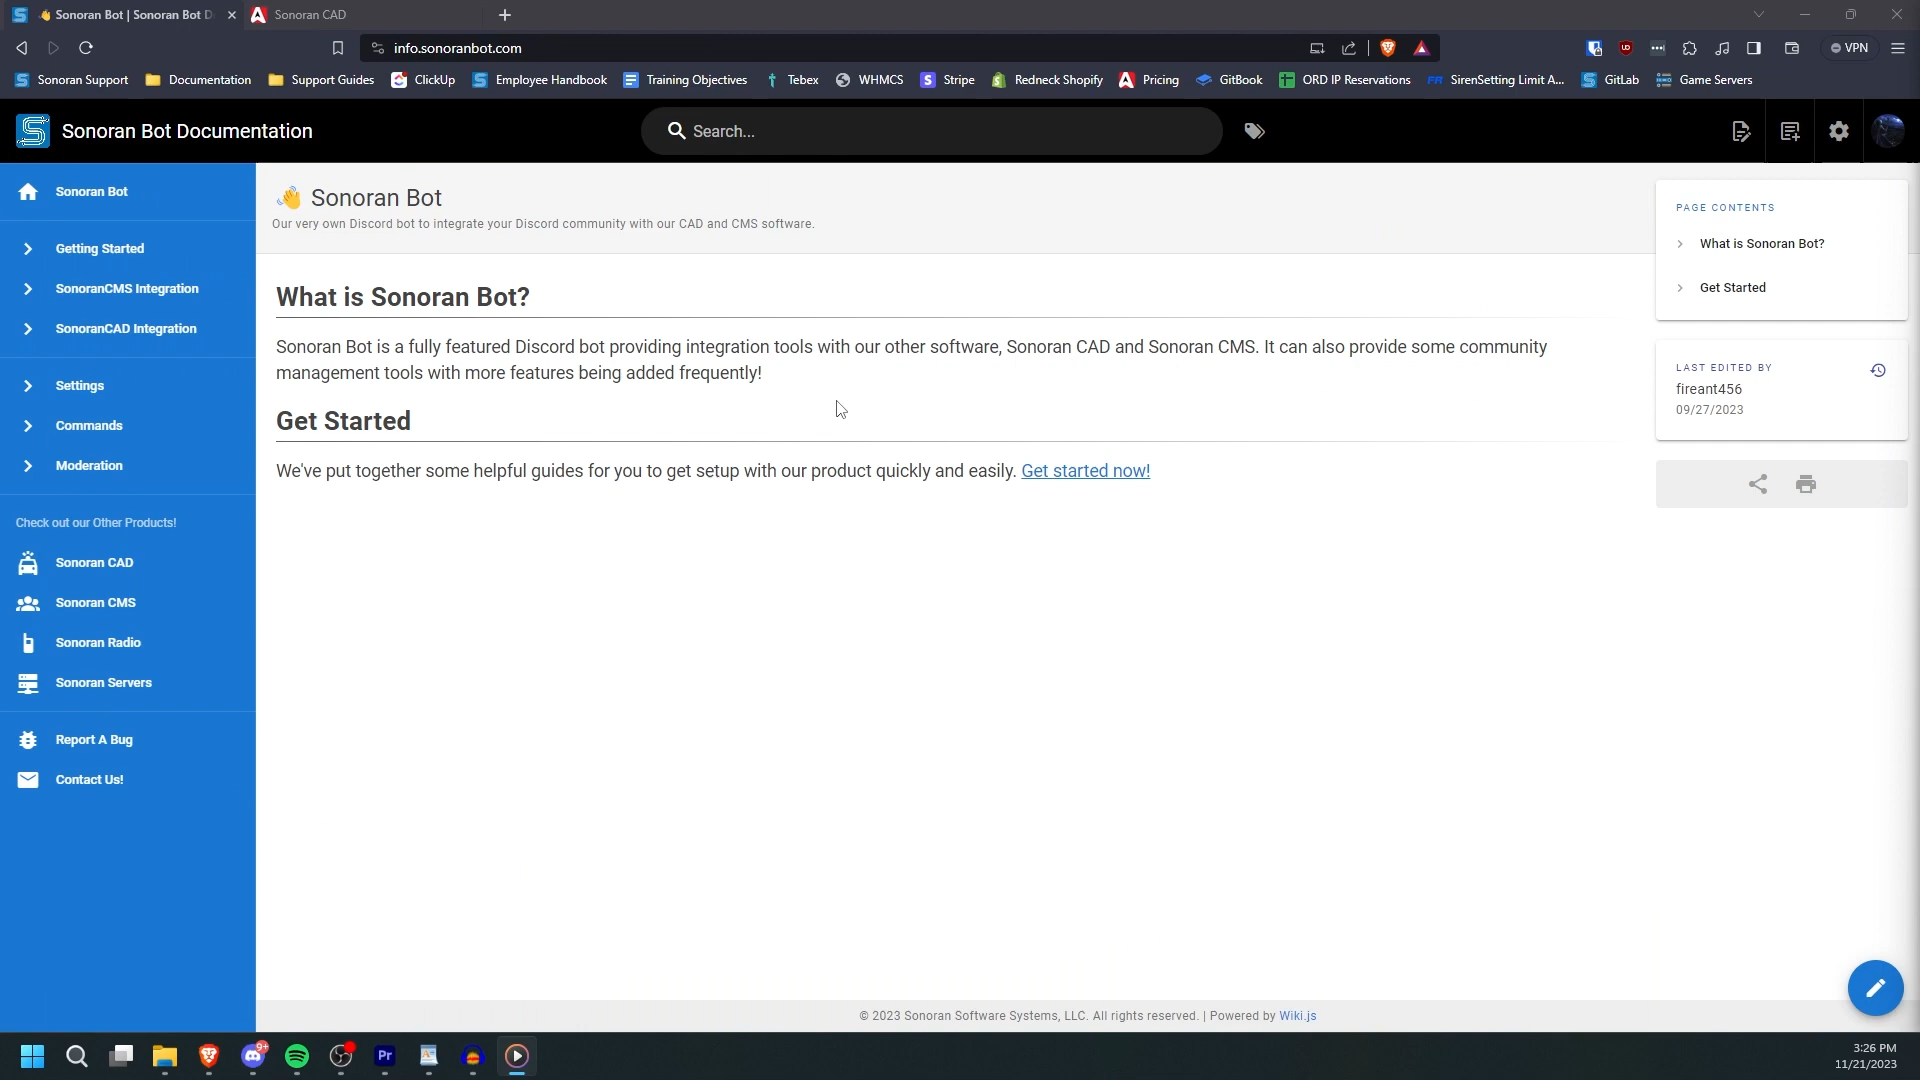 👋 Sonoran Bot | Sonoran Bot D
Sonoran CAD
info.sonoranbot.com
VPN
Sonoran Support
Documentation
Support Guides
ClickUp
Employee Handbook
Training Objectives
Tebex
WHMCS
Stripe
Redneck Shopify
Pricing
GitBook
ORD IP Reservations
SirenSetting Limit A...
GitLab
Game Servers
Sonoran Bot Documentation
Search...
Sonoran Bot
Getting Started
SonoranCMS Integration
SonoranCAD Integration
Settings
Commands
Moderation
Check out our Other Products!
Sonoran CAD
Sonoran CMS
Sonoran Radio
Sonoran Servers
Report A Bug
Contact Us!
👋 Sonoran Bot
Our very own Discord bot to integrate your Discord community with our CAD and CMS software.
What is Sonoran Bot?
Sonoran Bot is a fully featured Discord bot providing integration tools with our other software, Sonoran CAD and Sonoran CMS. It can also provide some community
management tools with more features being added frequently!
Get Started
We've put together some helpful guides for you to get setup with our product quickly and easily. Get started now!
PAGE CONTENTS
What is Sonoran Bot?
Get Started
LAST EDITED BY
fireant456
09/27/2023
© 2023 Sonoran Software Systems, LLC. All rights reserved. | Powered by Wiki.js
9+
Pr
3:26 PM
11/21/2023